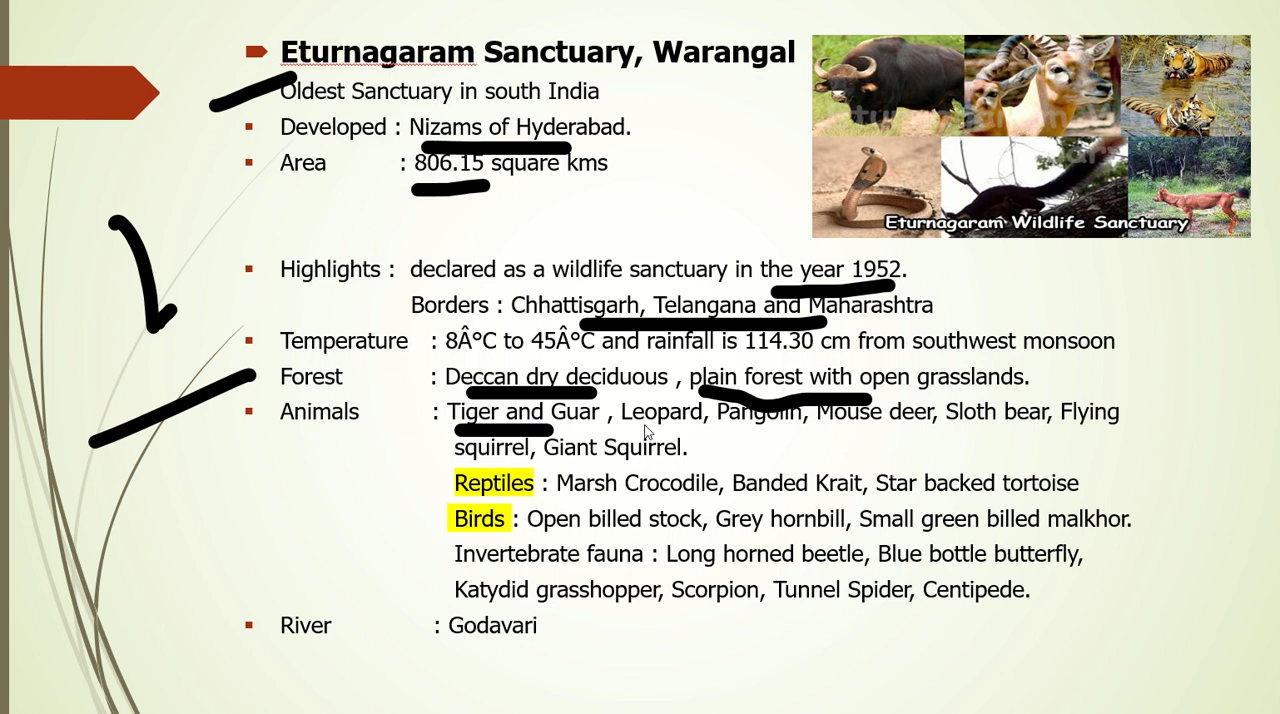 Eturnagaram Sanctuary, Warangal
Oldest Sanctuary in south India
Developed : Nizams of Hyderabad.
Area : 806.15 square kms
Eturnagaram Wildlife Sanctuary
Highlights : declared as a wildlife sanctuary in the year 1952.
Borders : Chhattisgarh, Telangana and Maharashtra
Temperature : 8Â°C to 45Â°C and rainfall is 114.30 cm from southwest monsoon
Forest : Deccan dry deciduous , plain forest with open grasslands.
Animals : Tiger and Guar , Leopard, Pangolin, Mouse deer, Sloth bear, Flying
squirrel, Giant Squirrel.
Reptiles : Marsh Crocodile, Banded Krait, Star backed tortoise
Birds : Open billed stock, Grey hornbill, Small green billed malkhor.
Invertebrate fauna : Long horned beetle, Blue bottle butterfly,
Katydid grasshopper, Scorpion, Tunnel Spider, Centipede.
River : Godavari